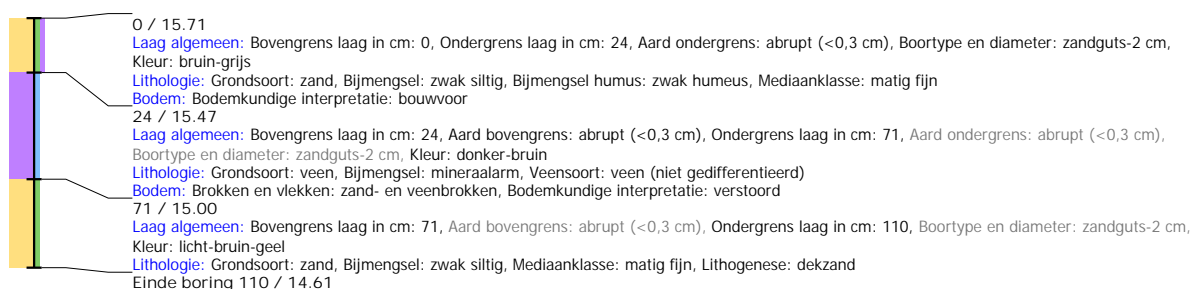 0 / 15.71
Laag algemeen: Bovengrens laag in cm: 0, Ondergrens laag in cm: 24, Aard ondergrens: abrupt (<0,3 cm), Boortype en diameter: zandguts-2 cm,
Kleur: bruin-grijs
Lithologie: Grondsoort: zand, Bijmengsel: zwak siltig, Bijmengsel humus: zwak humeus, Mediaanklasse: matig fijn
Bodem: Bodemkundige interpretatie: bouwvoor
24 / 15.47
Laag algemeen: Bovengrens laag in cm: 24, Aard bovengrens: abrupt (<0,3 cm), Ondergrens laag in cm: 71, Aard ondergrens: abrupt (<0,3 cm),
Boortype en diameter: zandguts-2 cm, Kleur: donker-bruin
Lithologie: Grondsoort: veen, Bijmengsel: mineraalarm, Veensoort: veen (niet gedifferentieerd)
Bodem: Brokken en vlekken: zand- en veenbrokken, Bodemkundige interpretatie: verstoord
71 / 15.00
Laag algemeen: Bovengrens laag in cm: 71, Aard bovengrens: abrupt (<0,3 cm), Ondergrens laag in cm: 110, Boortype en diameter: zandguts-2 cm,
Kleur: licht-bruin-geel
Lithologie: Grondsoort: zand, Bijmengsel: zwak siltig, Mediaanklasse: matig fijn, Lithogenese: dekzand
Einde boring 110 / 14.61